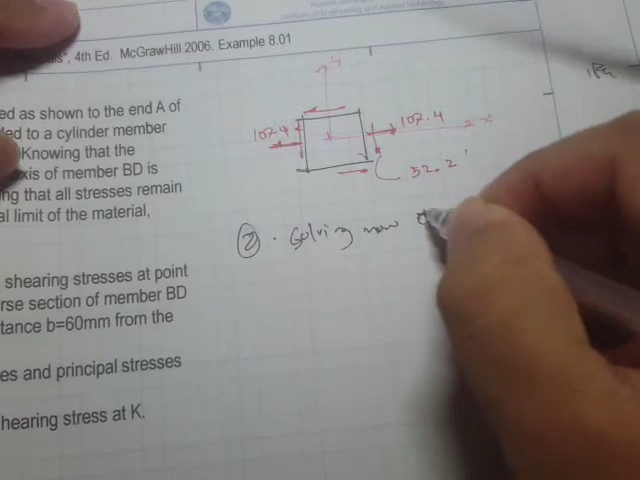 4th Ed. McGrawHill 2006. Example 8.01
ed as shown to the end A of
ed to a cylinder member
Knowing that the
xis of member BD is
ng that all stresses remain
al limit of the material,
shearing stresses at point
rse section of member BD
tance b=60mm from the
es and principal stresses
hearing stress at K.
y
107.4
107.4
x
52.2
② . Solving now